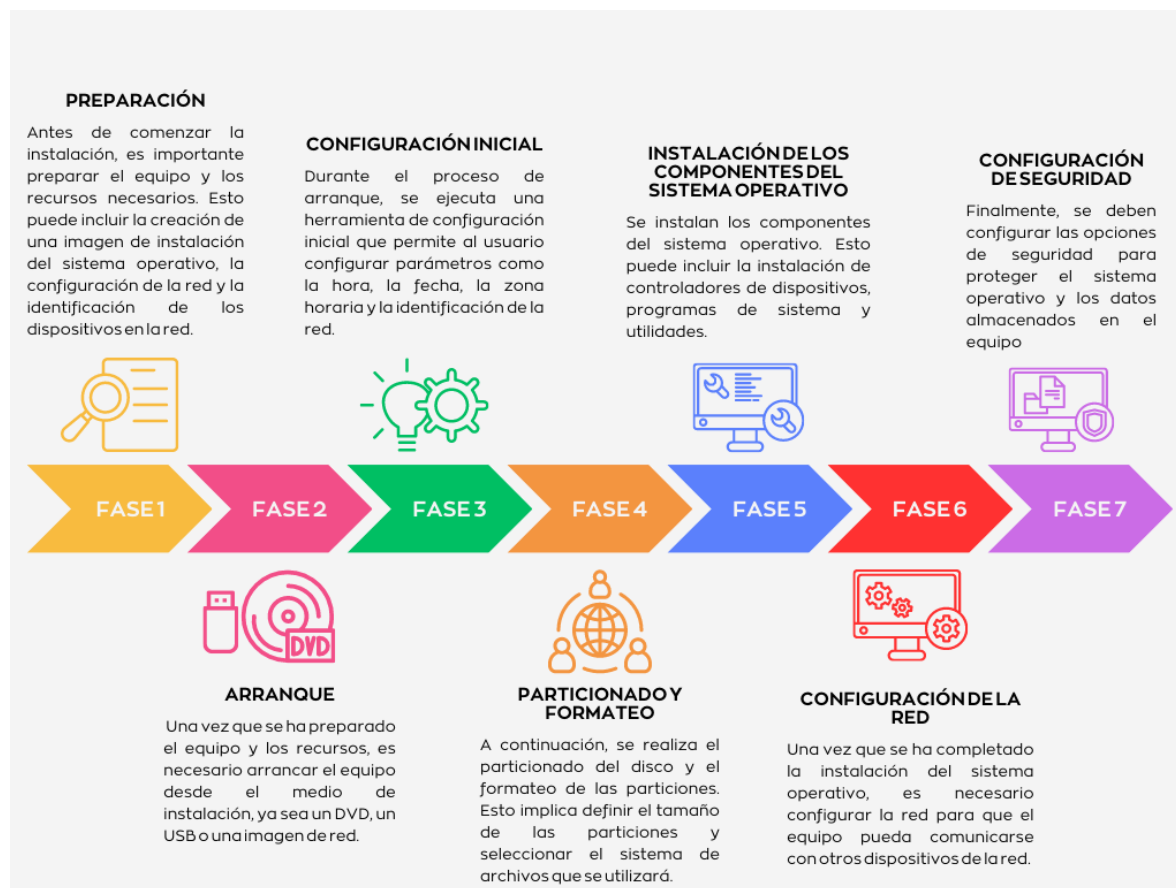 PREPARACIÓN
Antes de comenzar la
instalación, es importante
preparar el equipo y los
recursos necesarios. Esto
puede incluir la creación de
una imagen de instalación
del sistema operativo, la
configuración de la red y la
identificación de los
dispositivos en la red.
CONFIGURACIÓN INICIAL
Durante el proceso de
arranque, se ejecuta una
herramienta de configuración
inicial que permite al usuario
configurar parámetros como
la hora, la fecha, la zona
horaria y la identificación de la
red.
INSTALACIÓN DE LOS
COMPONENTES DEL
SISTEMA OPERATIVO
Se instalan los componentes
del sistema operativo. Esto
puede incluir la instalación de
controladores de dispositivos,
programas de sistema y
utilidades.
CONFIGURACIÓN
DE SEGURIDAD
Finalmente, se deben
configurar las opciones
de seguridad para
proteger el sistema
operativo y los datos
almacenados en el
equipo
FASE 1
FASE 2
FASE 3
FASE 4
FASE 5
FASE 6
FASE 7
DVD
ARRANQUE
Una vez que se ha preparado
el equipo y los recursos, es
necesario arrancar el equipo
desde el medio de
instalación, ya sea un DVD, un
USB o una imagen de red.
PARTICIONADO Y
FORMATEO
A continuación, se realiza el
particionado del disco y el
formateo de las particiones.
Esto implica definir el tamaño
de las particiones y
seleccionar el sistema de
archivos que se utilizará.
CONFIGURACIÓN DE LA
RED
Una vez que se ha completado
la instalación del sistema
operativo, es necesario
configurar la red para que el
equipo pueda comunicarse
con otros dispositivos de la red.